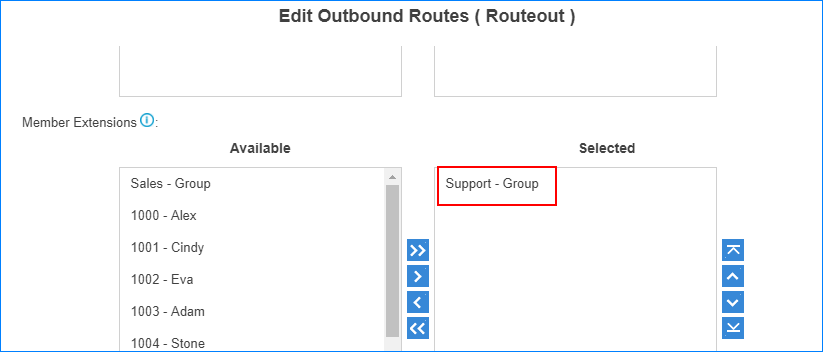 Edit Outbound Routes ( Routeout )
Member Extensions i :
Available
Selected
Sales - Group
1000 - Alex
1001 - Cindy
1002 - Eva
1003 - Adam
1004 - Stone
Support - Group